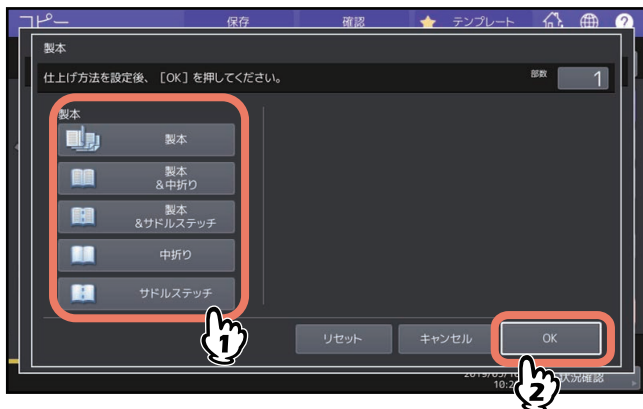 コピー 保存 確認 テンプレート
製本
仕上げ方法を設定後、［OK］を押してください。 部数 1
製本
製本
製本
&中折り
製本
&サドルステッチ
中折り
サドルステッチ
1
リセット キャンセル OK
状況確認
10:2
2